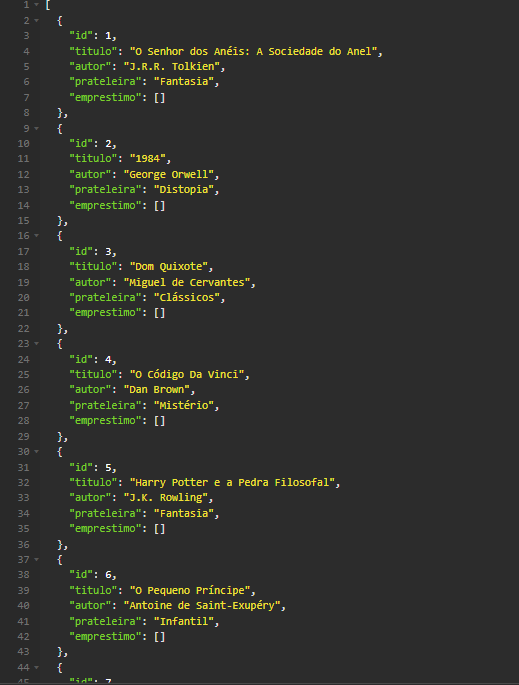 1 [
2 {
3 "id": 1,
4 "titulo": "O Senhor dos Anéis: A Sociedade do Anel",
5 "autor": "J.R.R. Tolkien",
6 "prateleira": "Fantasia",
7 "emprestimo": []
8 },
9 {
10 "id": 2,
11 "titulo": "1984",
12 "autor": "George Orwell",
13 "prateleira": "Distopia",
14 "emprestimo": []
15 },
16 {
17 "id": 3,
18 "titulo": "Dom Quixote",
19 "autor": "Miguel de Cervantes",
20 "prateleira": "Clássicos",
21 "emprestimo": []
22 },
23 {
24 "id": 4,
25 "titulo": "O Código Da Vinci",
26 "autor": "Dan Brown",
27 "prateleira": "Mistério",
28 "emprestimo": []
29 },
30 {
31 "id": 5,
32 "titulo": "Harry Potter e a Pedra Filosofal",
33 "autor": "J.K. Rowling",
34 "prateleira": "Fantasia",
35 "emprestimo": []
36 },
37 {
38 "id": 6,
39 "titulo": "O Pequeno Príncipe",
40 "autor": "Antoine de Saint-Exupéry",
41 "prateleira": "Infantil",
42 "emprestimo": []
43 },
44 {
45 "id": 7